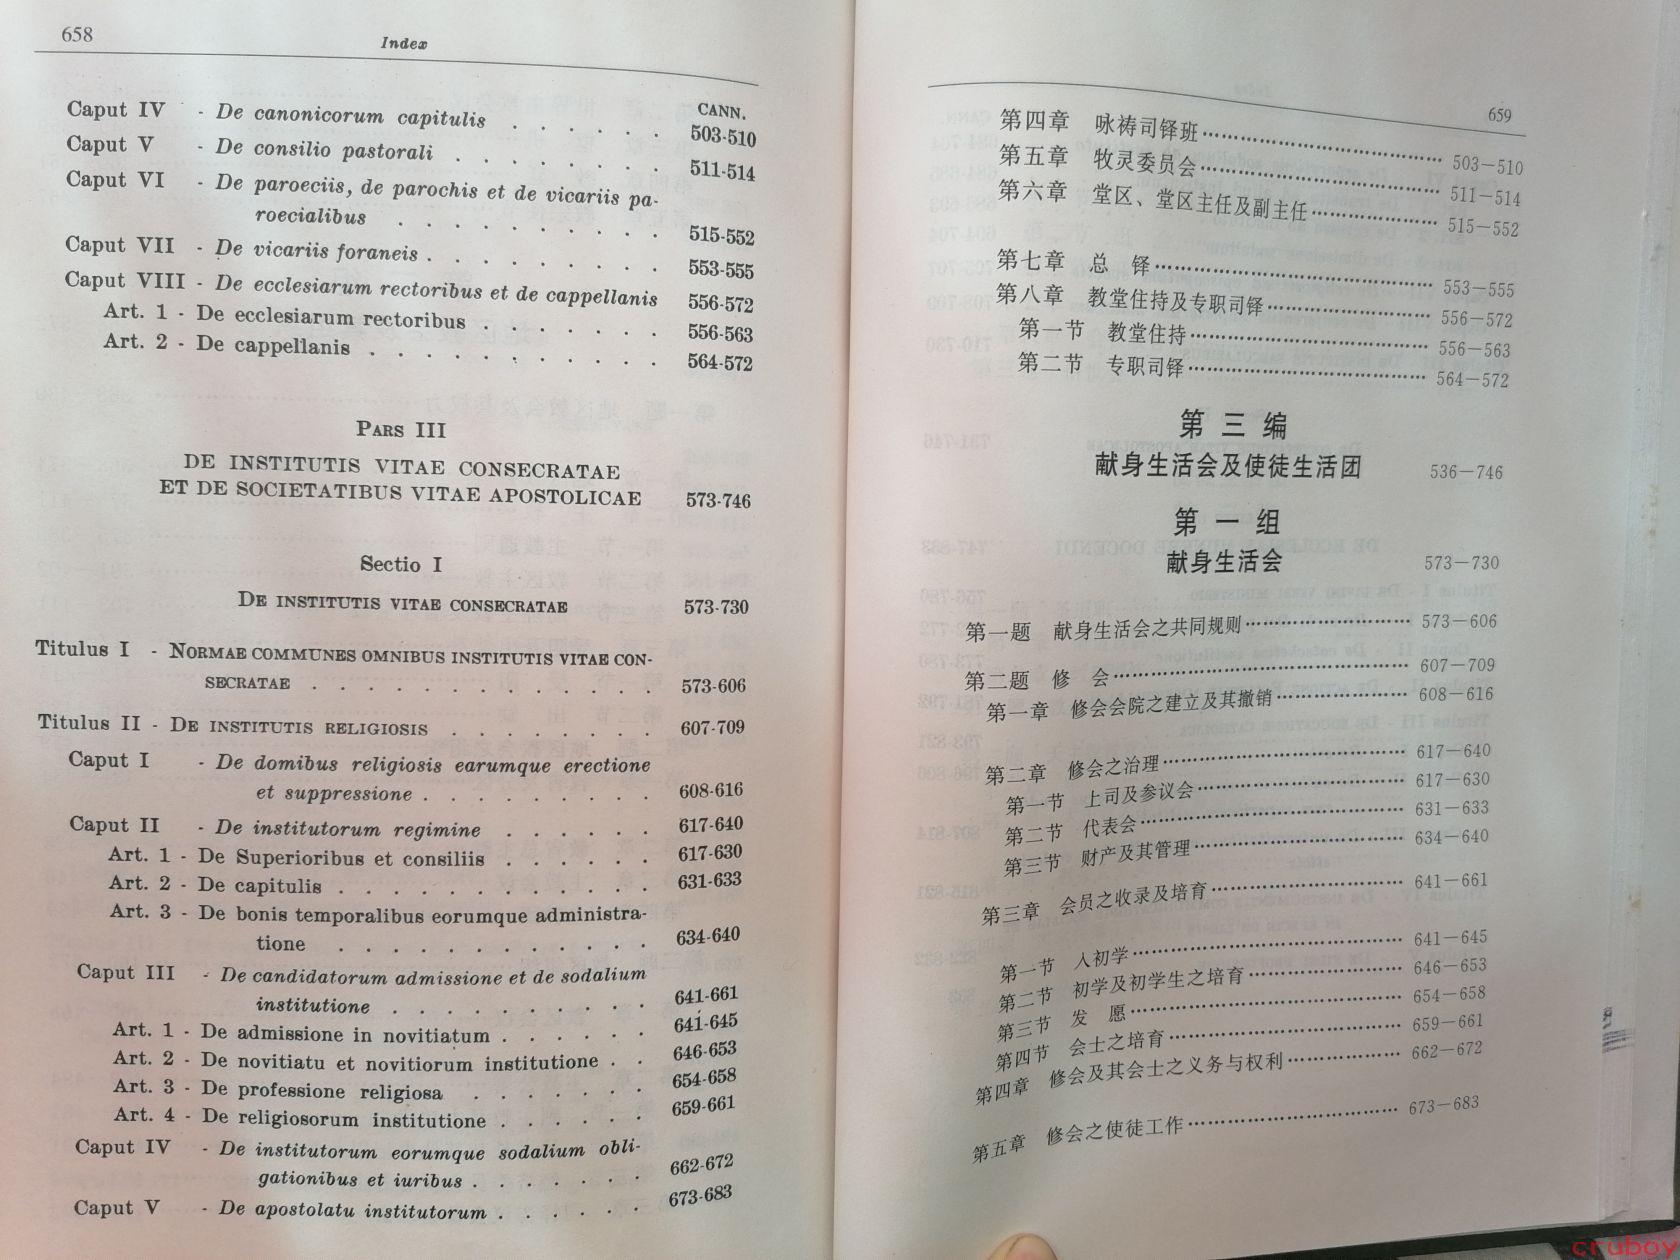 658
Index
CANN.
Caput IV - De canonicorum capitulis . . . . . . 503-510
Caput V - De consilio pastorali . . . . . . . 511-514
Caput VI - De paroeciis, de parochis et de vicariis pa-
roecialibus . . . . . . . . . . 515-552
Caput VII - De vicariis foraneis . . . . . . . . 553-555
Caput VIII - De ecclesiarum rectoribus et de cappellanis 556-572
Art. 1 - De ecclesiarum rectoribus . . . . . . . 556-563
Art. 2 - De cappellanis . . . . . . . . . . 564-572
PARS III
DE INSTITUTIS VITAE CONSECRATAE
ET DE SOCIETATIBUS VITAE APOSTOLICAE 573-746
Sectio I
DE INSTITUTIS VITAE CONSECRATAE 573-730
Titulus I - NORMAE COMMUNES OMNIBUS INSTITUTIS VITAE CON-
SECRATAE . . . . . . . . . . . . . 573-606
Titulus II - DE INSTITUTIS RELIGIOSIS . . . . . . . . 607-709
Caput I - De domibus religiosis earumque erectione
et suppressione . . . . . . . . . 608-616
Caput II - De institutorum regimine . . . . . . 617-640
Art. 1 - De Superioribus et consiliis . . . . . . 617-630
Art. 2 - De capitulis . . . . . . . . . . . . 631-633
Art. 3 - De bonis temporalibus eorumque administra-
tione . . . . . . . . . . . . 634-640
Caput III - De candidatorum admissione et de sodalium
institutione . . . . . . . . . . 641-661
Art. 1 - De admissione in novitiatum . . . . . . 641-645
Art. 2 - De novitiatu et novitiorum institutione . . 646-653
Art. 3 - De professione religiosa . . . . . . . 654-658
Art. 4 - De religiosorum institutione . . . . . . 659-661
Caput IV - De institutorum eorumque sodalium obli-
gationibus et iuribus . . . . . . . 662-672
Caput V - De apostolatu institutorum . . . . . . 673-683
659
第四章 咏祷司铎班 …………………… 503—510
第五章 牧灵委员会 …………………… 511—514
第六章 堂区、堂区主任及副主任 …………… 515—552
第七章 总 铎 …………………… 553—555
第八章 教堂住持及专职司铎 …………… 556—572
第一节 教堂住持 …………………… 556—563
第二节 专职司铎 …………………… 564—572
第 三 编
献身生活会及使徒生活团 536—746
第 一 组
献身生活会 573—730
第一题 献身生活会之共同规则 …………… 573—606
第二题 修 会 …………………… 607—709
第一章 修会会院之建立及其撤销 …………… 608—616
第二章 修会之治理 …………………… 617—640
第一节 上司及参议会 …………………… 617—630
第二节 代表会 …………………… 631—633
第三节 财产及其管理 …………………… 634—640
第三章 会员之收录及培育 …………………… 641—661
第一节 人初学 …………………… 641—645
第二节 初学及初学生之培育 …………… 646—653
第三节 发 愿 …………………… 654—658
第四节 会士之培育 …………………… 659—661
第四章 修会及其会士之义务与权利 …………… 662—672
第五章 修会之使徒工作 …………………… 673—683
cruboy